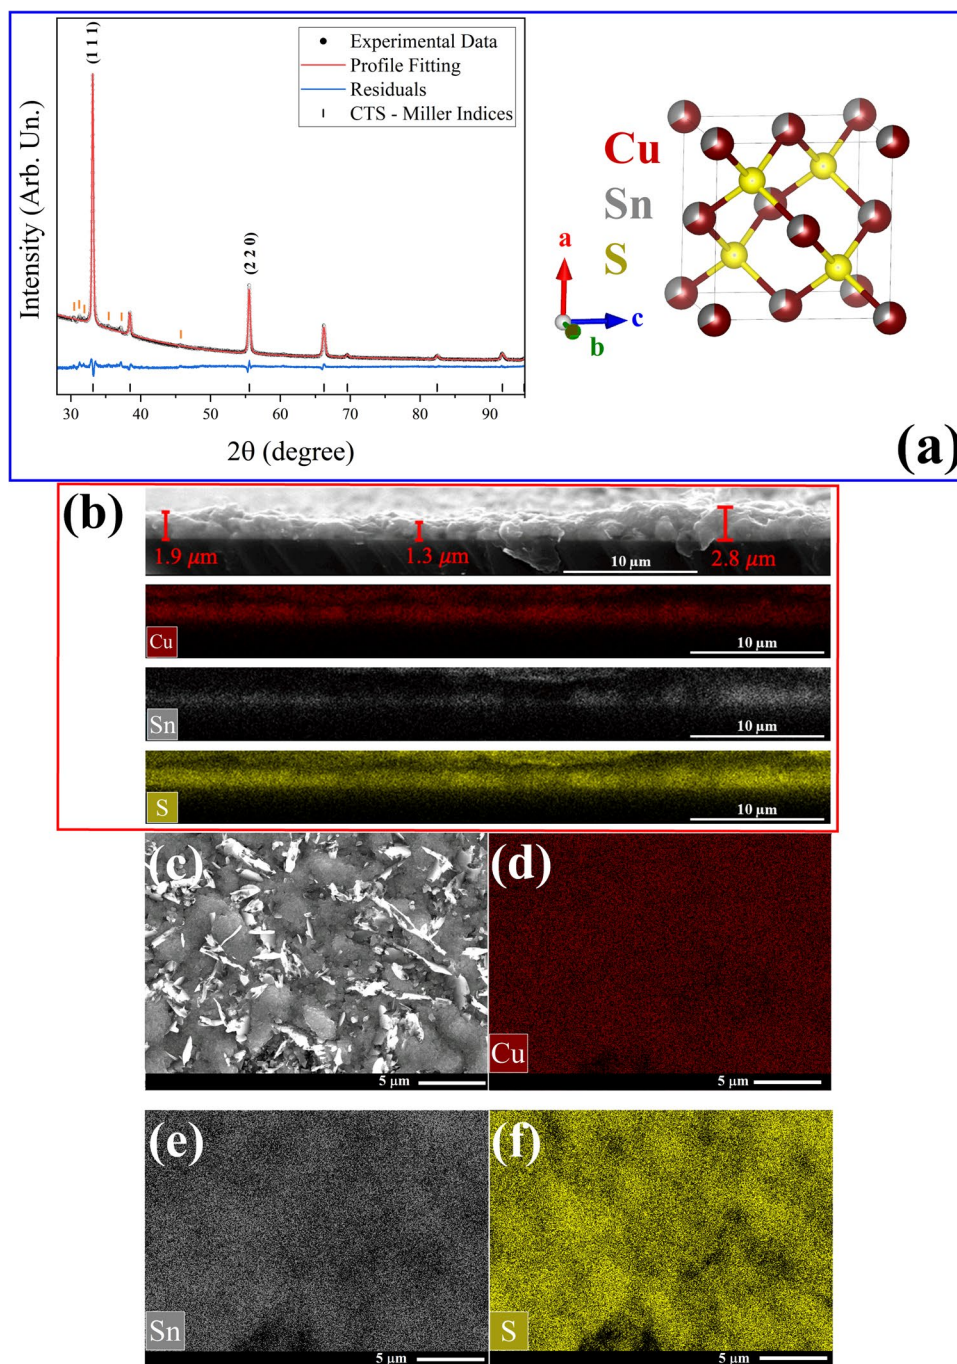 (1 1 1)
Experimental Data
Profile Fitting
Residuals
CTS - Miller Indices
(2 2 0)
Intensity (Arb. Un.)
30 40 50 60 70 80 90
2θ (degree)
Cu
Sn
S
a
c
b
(a)
(b)
1.9 μm
1.3 μm
10 μm
2.8 μm
Cu
10 μm
Sn
10 μm
S
10 μm
(c)
5 μm
(d)
Cu
5 μm
(e)
Sn
5 μm
(f)
S
5 μm